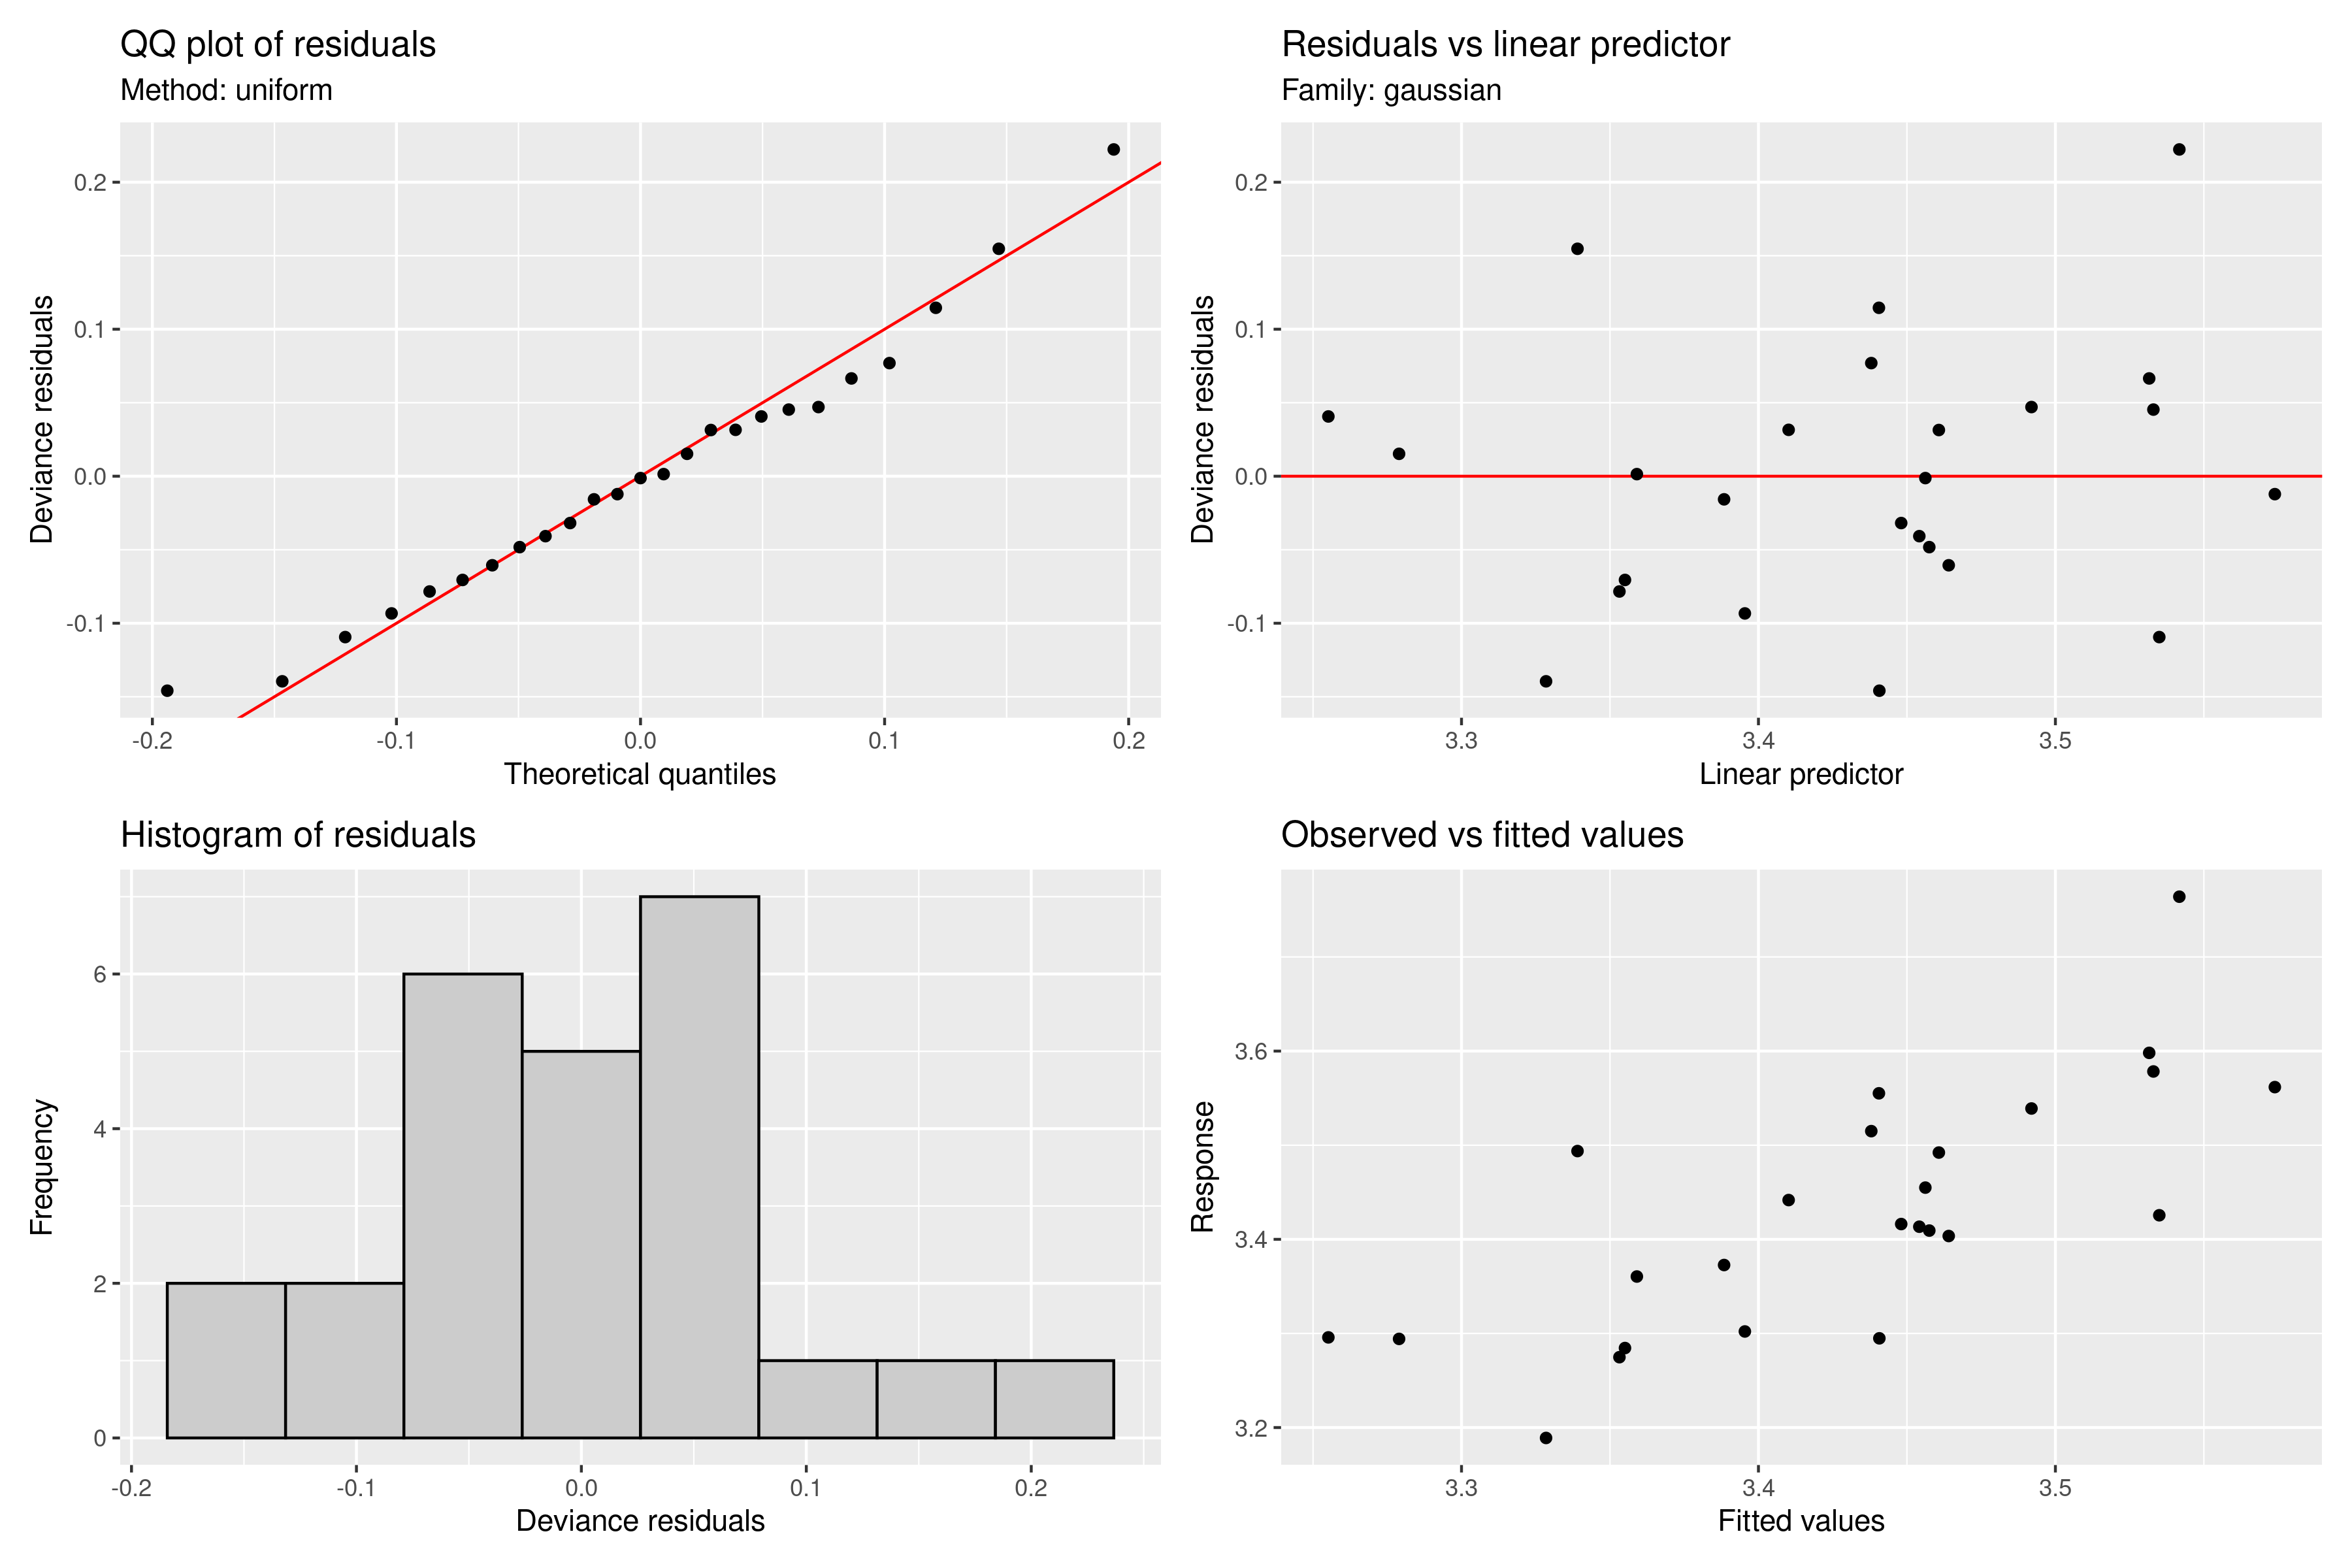 QQ plot of residuals
Method: uniform
Deviance residuals
0.2
0.1
0.0
-0.1
-0.2 -0.1 0.0 0.1 0.2
Theoretical quantiles
Residuals vs linear predictor
Family: gaussian
Deviance residuals
0.2
0.1
0.0
-0.1
3.3 3.4 3.5
Linear predictor
Histogram of residuals
Frequency
6
4
2
0
-0.2 -0.1 0.0 0.1 0.2
Deviance residuals
Observed vs fitted values
Response
3.6
3.4
3.2
3.3 3.4 3.5
Fitted values